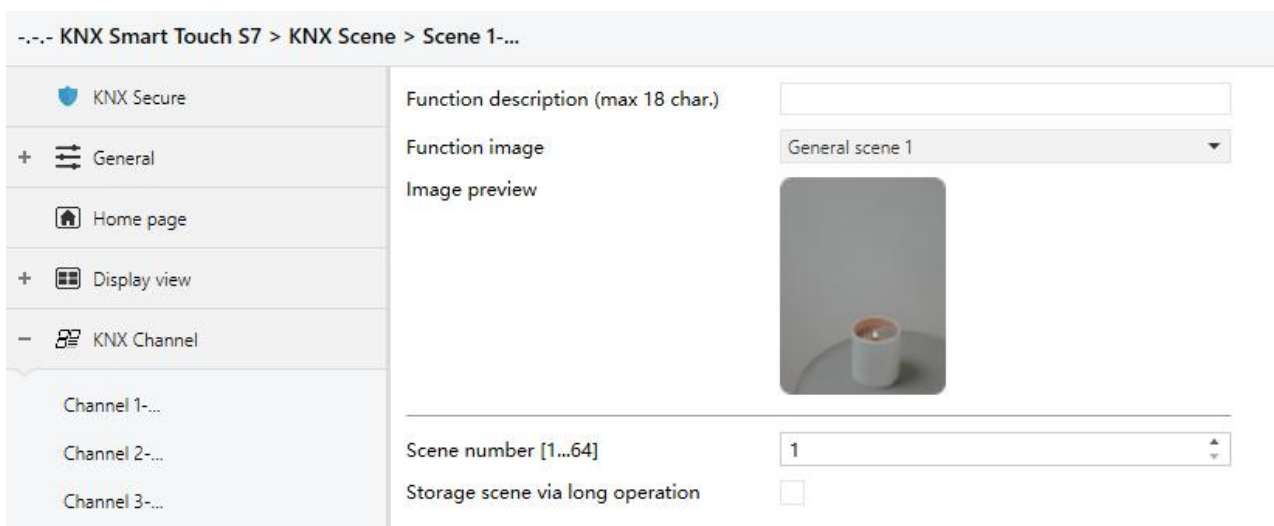 -.-.- KNX Smart Touch S7 > KNX Scene > Scene 1-...
KNX Secure
+ General
Home page
+ Display view
− KNX Channel
Channel 1-...
Channel 2-...
Channel 3-...
Function description (max 18 char.)
Function image General scene 1
Image preview
Scene number [1...64] 1
Storage scene via long operation